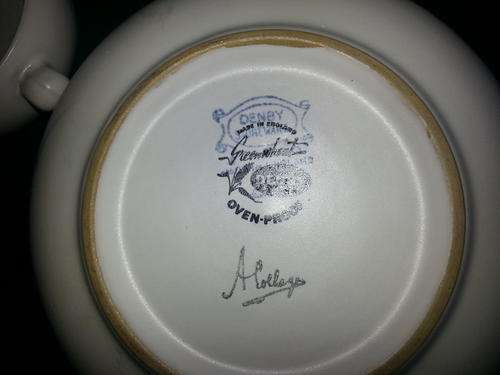 DENBY
MADE IN ENGLAND
Greenwheat
OVEN-PROOF
A College